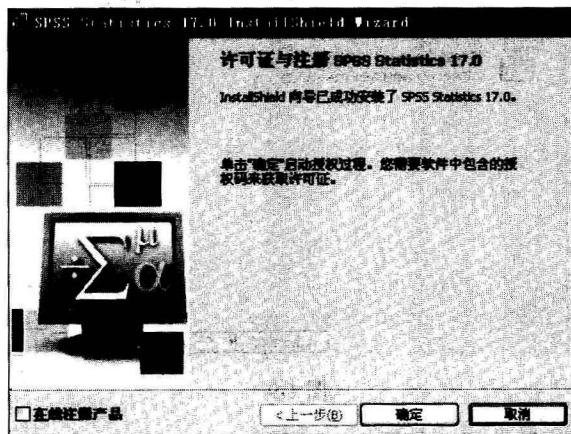 SPSS Statistics 17.0 InstallShield Wizard
许可证与注册 SPSS Statistics 17.0
InstallShield 向导已成功安装了 SPSS Statistics 17.0。
单击“确定”启动授权过程。您需要软件中包含的授
权码来获取许可证。
÷ Σ μ α
在线注册产品
<上一步(B)
确定
取消